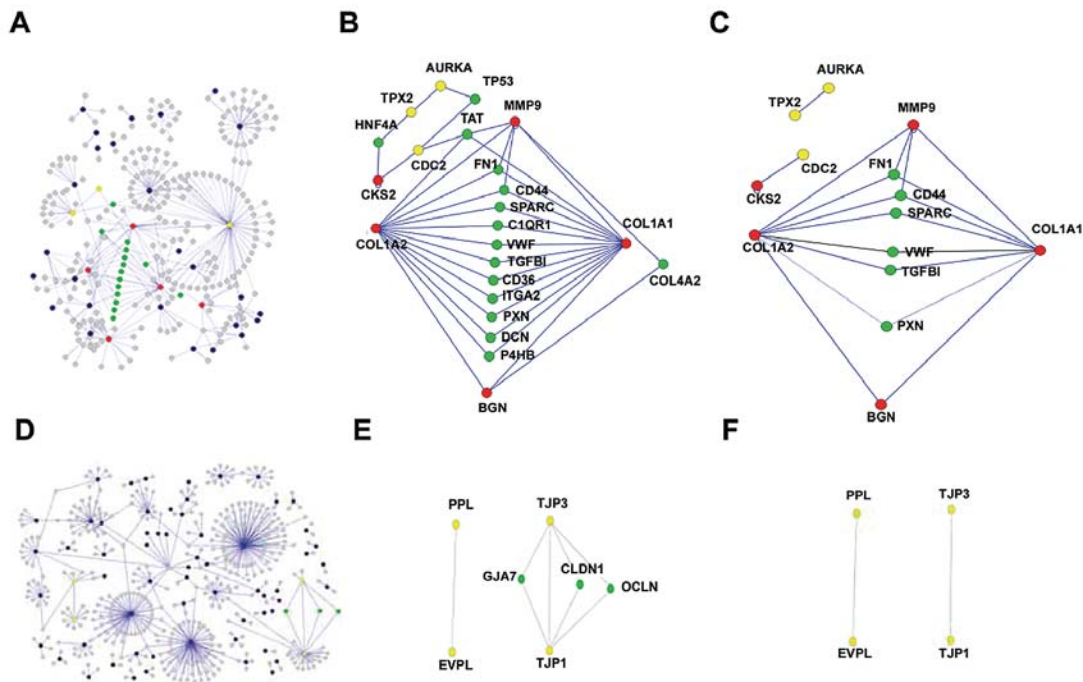 A
B
C
AURKA
TP53
TPX2
MMP9
HNF4A
TAT
CDC2
FN1
CKS2
CD44
SPARC
C1QR1
COL1A2
COL1A1
VWF
TGFBI
CD36
COL4A2
ITGA2
PXN
DCN
P4HB
BGN
AURKA
TPX2
MMP9
CDC2
FN1
CKS2
CD44
SPARC
COL1A2
COL1A1
VWF
TGFBI
PXN
BGN
D
E
F
PPL
TJP3
GJA7
CLDN1
OCLN
EVPL
TJP1
PPL
TJP3
EVPL
TJP1